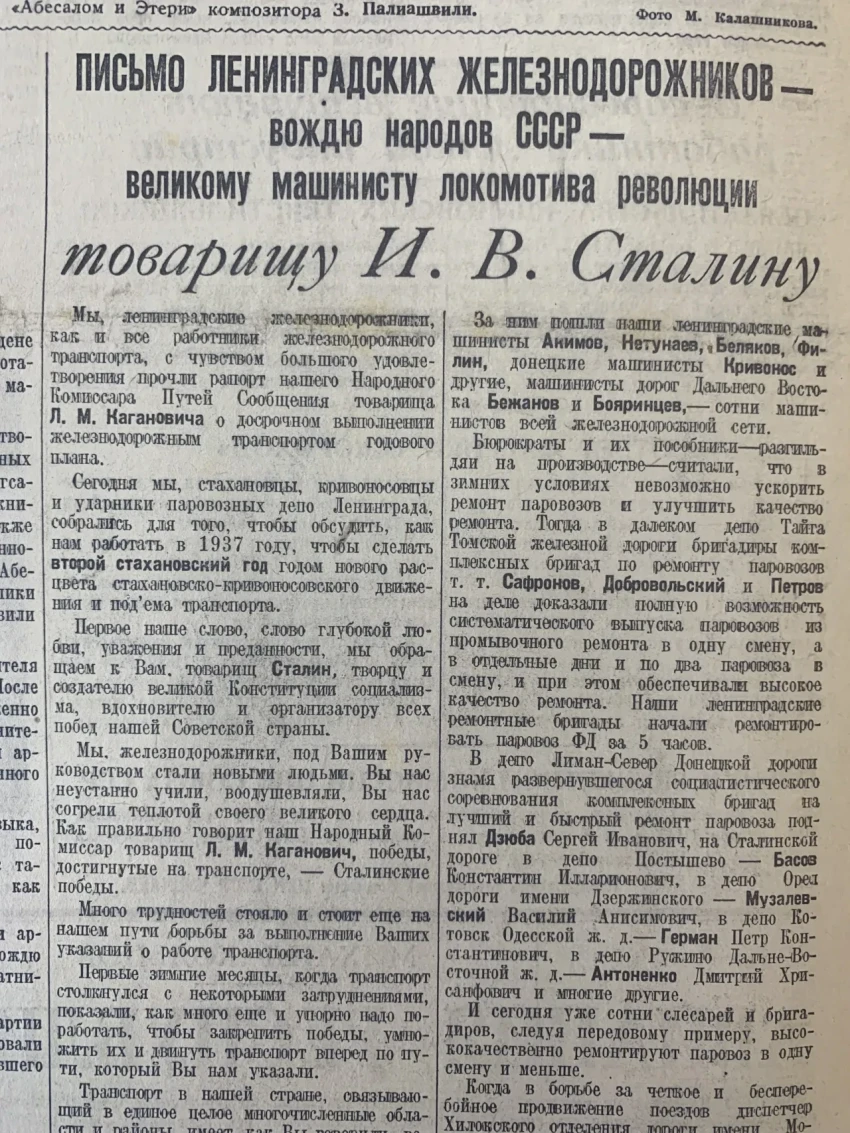 «Абесалом и Этери» композитора З. Палиашвили.
Фото М. Калашникова.
ПИСЬМО ЛЕНИНГРАДСКИХ ЖЕЛЕЗНОДОРОЖНИКОВ —
ВОЖДЮ НАРОДОВ СССР —
ВЕЛИКОМУ МАШИНИСТУ ЛОКОМОТИВА РЕВОЛЮЦИИ
товарищу И. В. Сталину
Мы, ленинградские железнодорожники,
как и все работники железнодорожного
транспорта, с чувством большого удовле-
творения прочли рапорт нашего Народного
Комиссара Путей Сообщения товарища
Л. М. Кагановича о досрочном выполнении
железнодорожным транспортом годового
плана.
Сегодня мы, стахановцы, кривоносовцы
и ударники паровозных депо Ленинграда,
собрались для того, чтобы обсудить, как
нам работать в 1937 году, чтобы сделать
второй стахановский год годом нового рас-
цвета стахановско-кривоносовского движе-
ния и под'ема транспорта.
Первое наше слово, слово глубокой лю-
бви, уважения и преданности, мы обра-
щаем к Вам, товарищ Сталин, творцу и
создателю великой Конституции социализ-
ма, вдохновителю и организатору всех
побед нашей Советской страны.
Мы, железнодорожники, под Вашим ру-
ководством стали новыми людьми. Вы нас
неустанно учили, воодушевляли, Вы нас
согрели теплотой своего великого сердца.
Как правильно говорит наш Народный Ко-
миссар товарищ Л. М. Каганович, победы,
достигнутые на транспорте, — Сталинские
победы.
Много трудностей стояло и стоит еще на
нашем пути борьбы за выполнение Ваших
указаний о работе транспорта.
Первые зимние месяцы, когда транспорт
столкнулся с некоторыми затруднениями,
показали, как много еще и упорно надо по-
работать, чтобы закрепить победы, умно-
жить их и двинуть транспорт вперед по пу-
ти, который Вы нам указали.
Транспорт в нашей стране, связываю-
щий в единое целое многочисленные обла-
сти и районы, имеет, как Вы говорили,
За ним пошли наши ленинградские ма-
шинисты Акимов, Нетунаев, Беляков, Фи-
лин, донецкие машинисты Кривонос и
другие, машинисты дорог Дальнего Восто-
ка Бежанов и Бояринцев,— сотни маши-
нистов всей железнодорожной сети.
Бюрократы и их пособники—разгиль-
дяи на производстве—считали, что в
зимних условиях невозможно ускорить
ремонт паровозов и улучшить качество
ремонта. Тогда в далеком депо Тайга
Томской железной дороги бригадиры ком-
плексных бригад по ремонту паровозов
т. т. Сафронов, Добровольский и Петров
на деле доказали полную возможность
систематического выпуска паровозов из
промывочного ремонта в одну смену, а
в отдельные дни и по два паровоза в
смену, и при этом обеспечивали высокое
качество ремонта. Наши ленинградские
ремонтные бригады начали ремонтиро-
вать паровоз ФД за 5 часов.
В депо Лиман-Север Донецкой дороги
знамя развернувшегося социалистического
соревнования комплексных бригад на
лучший и быстрый ремонт паровоза под-
нял Дзюба Сергей Иванович, на Сталинской
дороге в депо Постышево — Басов
Константин Илларионович, в депо Орел
дороги имени Дзержинского — Музалев-
ский Василий Анисимович, в депо Ко-
товск Одесской ж. д.— Герман Петр Кон-
стантинович, в депо Ружино Дальне-Во-
сточной ж. д.— Антоненко Дмитрий Хри-
санфович и многие другие.
И сегодня уже сотни слесарей и брига-
диров, следуя передовому примеру, высо-
кокачественно ремонтируют паровоз в одну
смену и меньше.
Когда в борьбе за четкое и беспере-
бойное продвижение поездов диспетчер
Хилокского отделения дороги имени Мо-